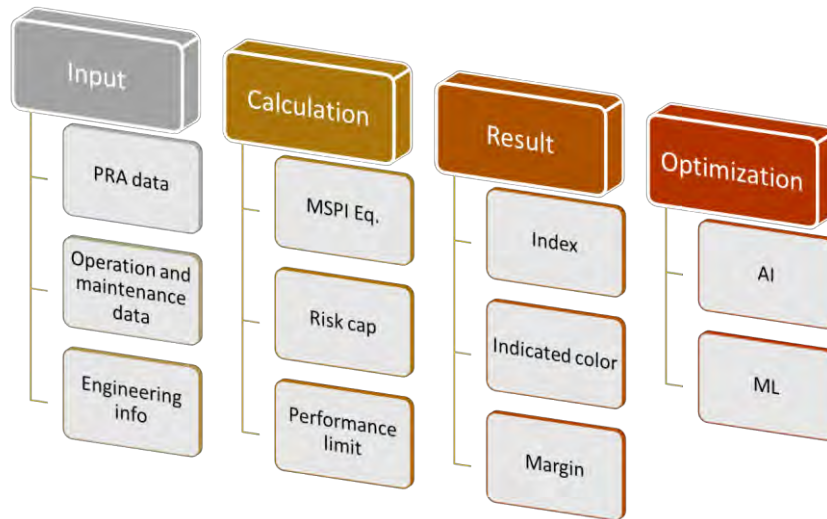 Input
PRA data
Operation and
maintenance
data
Engineering
info
Calculation
MSPI Eq.
Risk cap
Performance
limit
Result
Index
Indicated color
Margin
Optimization
AI
ML